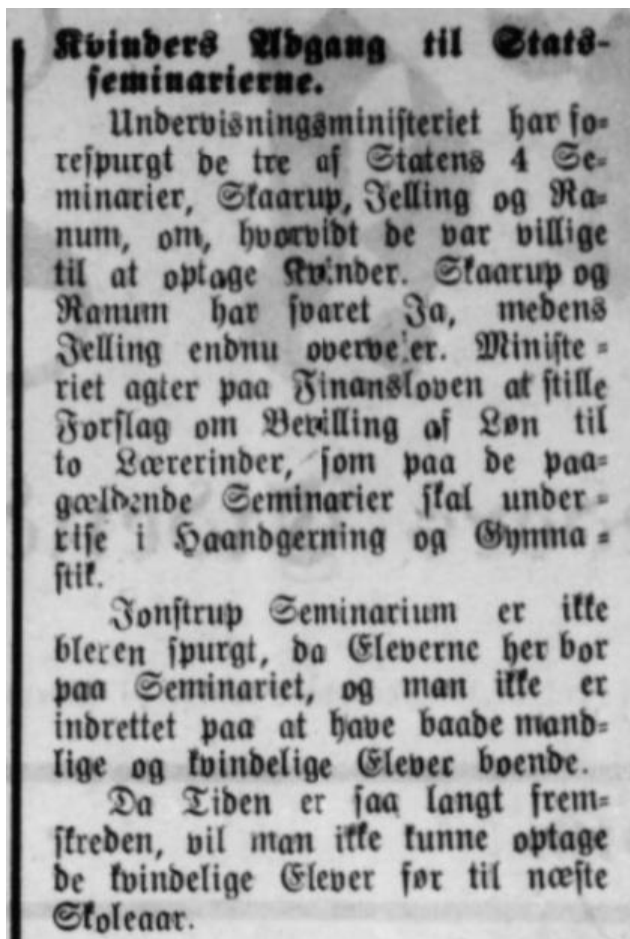 Kvinders Adgang til Stats-
seminarierne.
Undervisningsministeriet har fo-
respurgt de tre af Statens 4 Se-
minarier, Skaarup, Jelling og Ra-
num, om, hvorvidt de var villige
til at optage Kvinder. Skaarup og
Ranum har svaret Ja, medens
Jelling endnu overvejer. Ministe-
riet agter paa Finansloven at stille
Forslag om Bevilling af Løn til
to Lærerinder, som paa de paa-
gældende Seminarier skal under-
rise i Haandgerning og Gymna-
stik.
Jonstrup Seminarium er ikke
bleren spurgt, da Eleverne her bor
paa Seminariet, og man ikke er
indrettet paa at have baade mand-
lige og kvindelige Elever boende.
Da Tiden er saa langt frem-
skreden, vil man ikke kunne optage
de kvindelige Elever før til næste
Skoleaar.